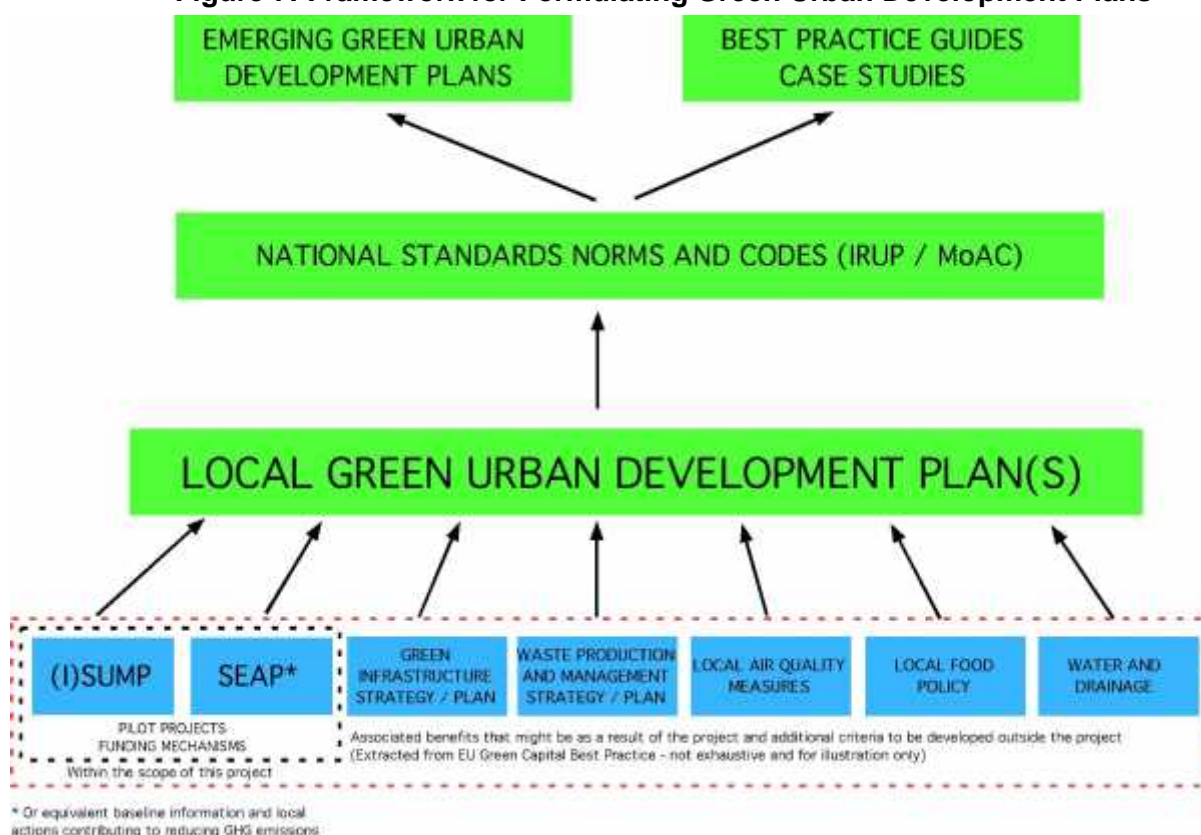 Figure 7: Framework for Formulating Green Urban Development Plans
EMERGING GREEN URBAN
DEVELOPMENT PLANS
BEST PRACTICE GUIDES
CASE STUDIES
NATIONAL STANDARDS NORMS AND CODES (IRUP / MoAC)
LOCAL GREEN URBAN DEVELOPMENT PLAN(S)
(I)SUMP
SEAP*
GREEN
INFRASTRUCTURE
STRATEGY / PLAN
WASTE PRODUCTION
AND MANAGEMENT
STRATEGY / PLAN
LOCAL AIR QUALITY
MEASURES
LOCAL FOOD
POLICY
WATER AND
DRAINAGE
PILOT PROJECTS
FUNDING MECHANISMS
Within the scope of this project
Associated benefits that might be as a result of the project and additional criteria to be developed outside the project
(Extracted from EU Green Capital Best Practice - not exhaustive and for illustration only)
* Or equivalent baseline information and local
actions contributing to reducing GHG emissions